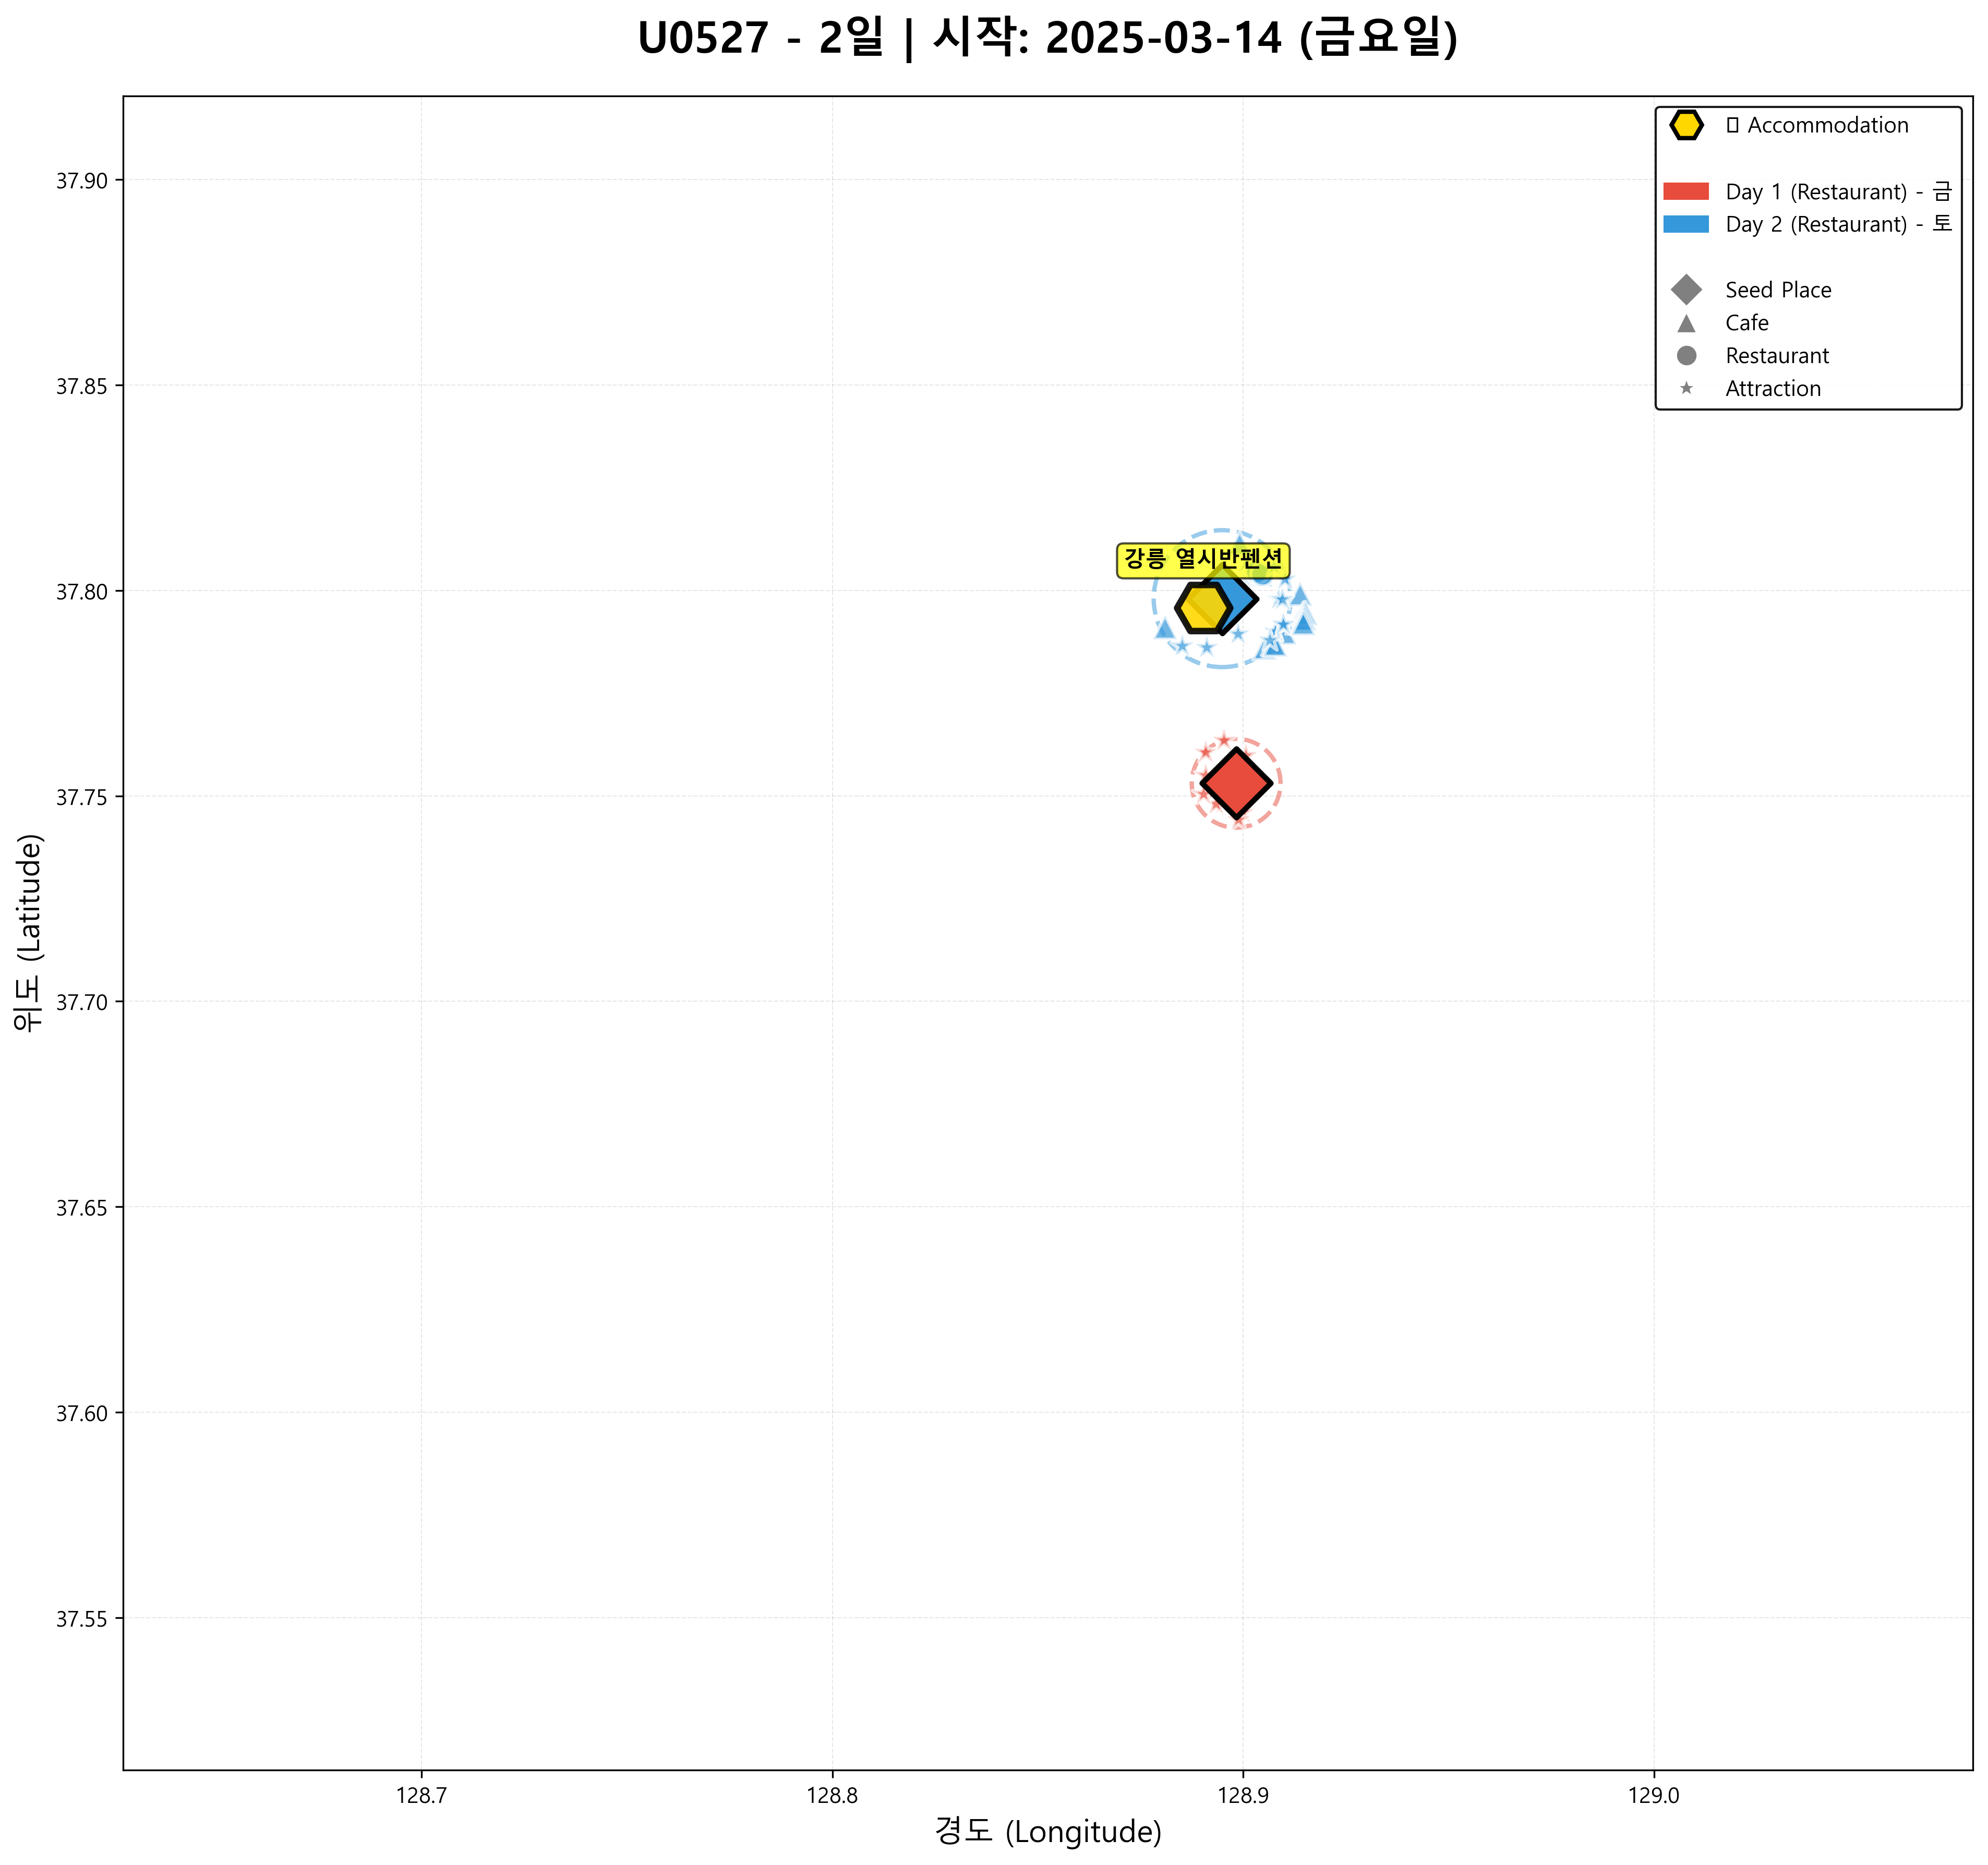 U0527 - 2일 | 시작: 2025-03-14 (금요일)
Accommodation
Day 1 (Restaurant) - 금
Day 2 (Restaurant) - 토
Seed Place
Cafe
Restaurant
Attraction
강릉 열시반펜션
37.90
37.85
37.80
37.75
37.70
37.65
37.60
37.55
위도 (Latitude)
128.7
128.8
128.9
129.0
경도 (Longitude)